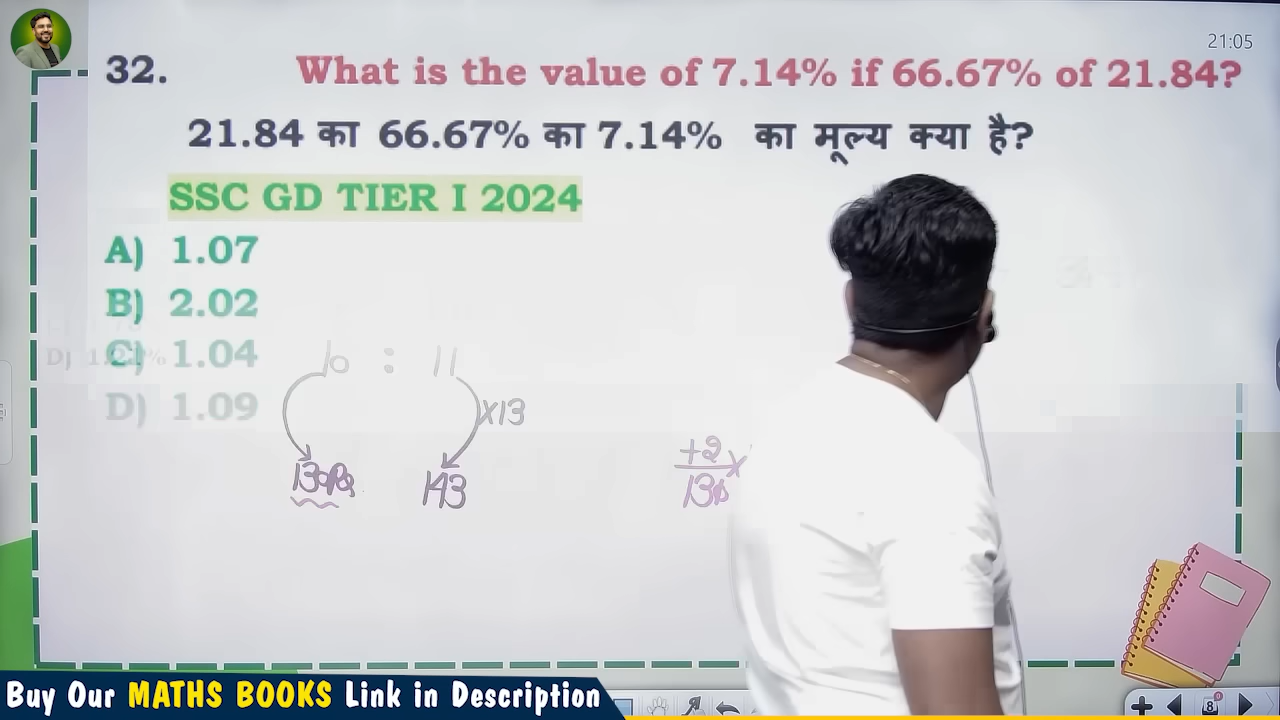 21:05
32. What is the value of 7.14% if 66.67% of 21.84?
21.84 का 66.67% का 7.14% का मूल्य क्या है?
SSC GD TIER I 2024
A) 1.07
B) 2.02
C) 1.04
D) 1.09
10 : 11
×13
143
+2
Buy Our MATHS BOOKS Link in Description
8